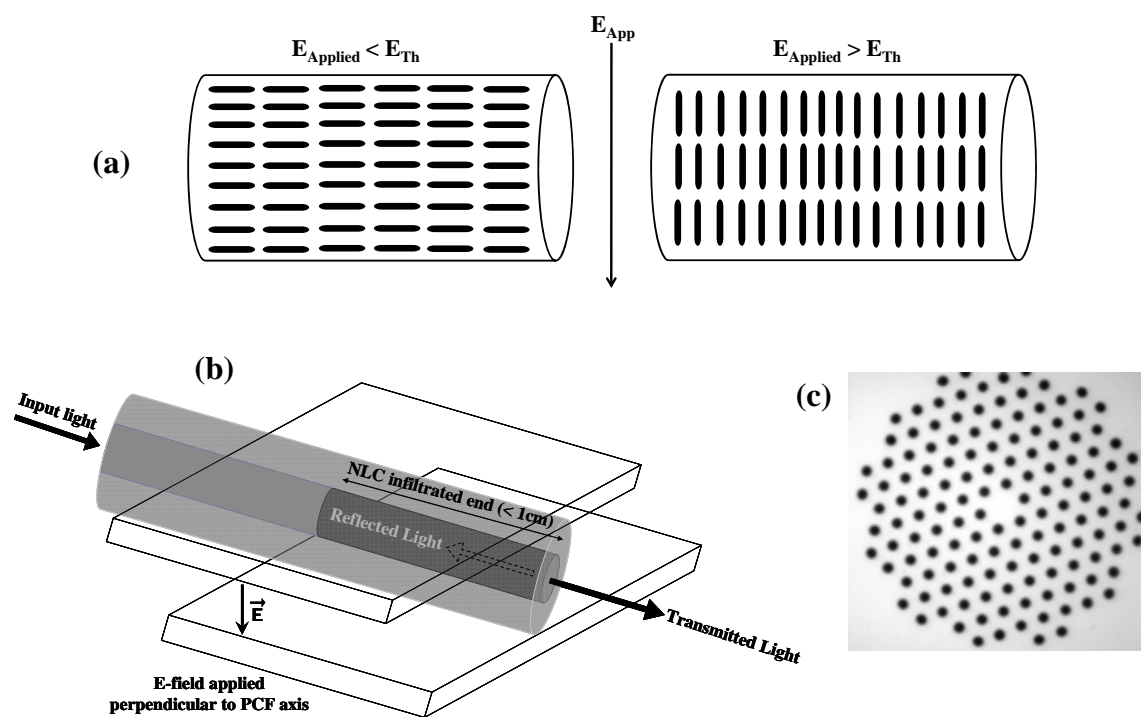 E_App
E_Applied < E_Th
E_Applied > E_Th
(a)
(b)
(c)
Input light
NLC infiltrated end (< 1cm)
Reflected Light
Transmitted Light
E⃗
E-field applied
perpendicular to PCF axis